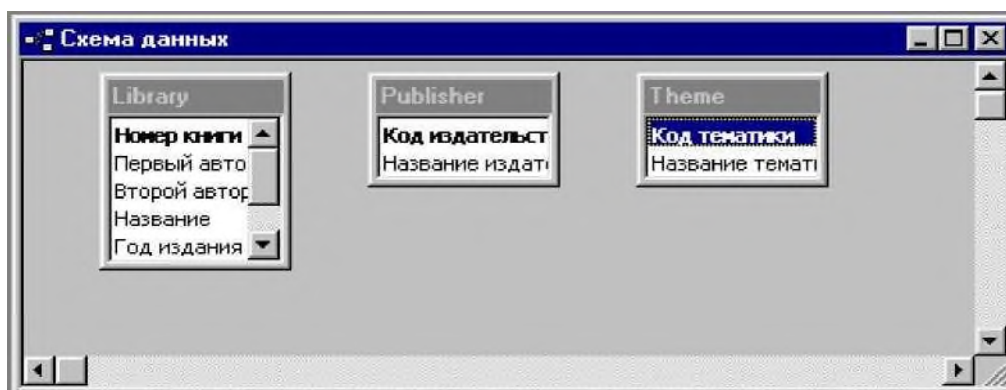 Схема данных
Library
Номер книги
Первый авто
Второй автор
Название
Год издания
Publisher
Код издательст
Название издат
Theme
Код тематики
Название темат